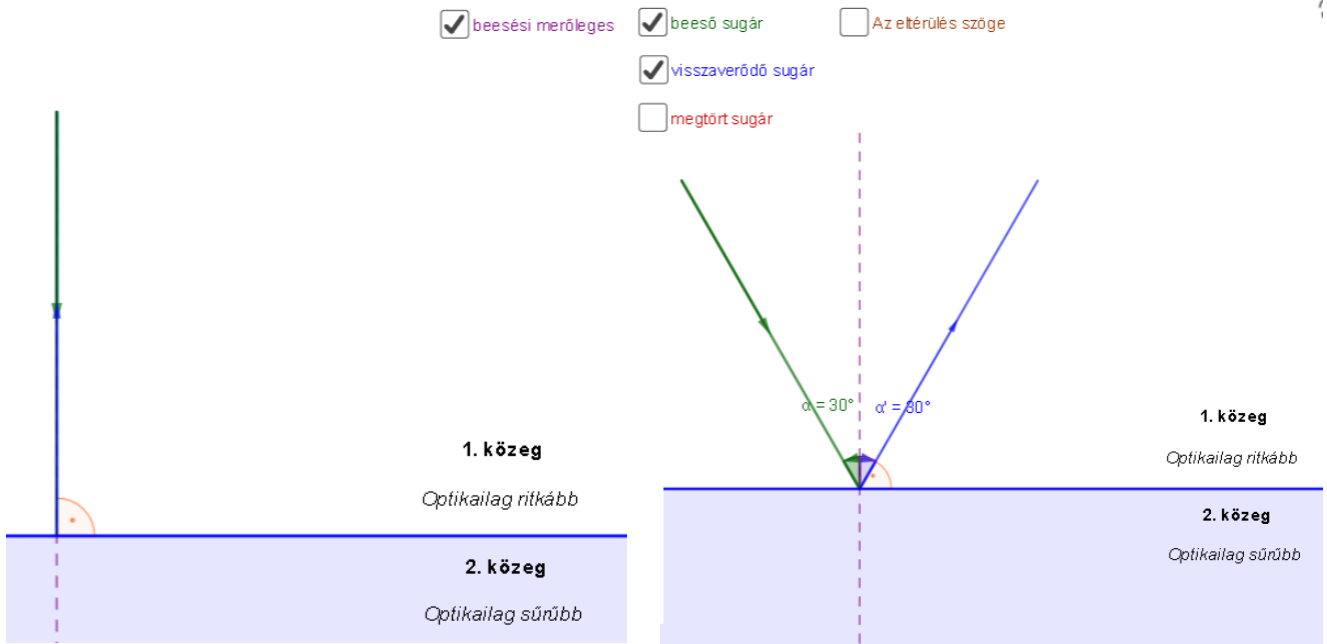 beesési merőleges
beeső sugár
Az eltérülés szöge
visszaverődő sugár
megtört sugár
1. közeg
Optikailag ritkább
2. közeg
Optikailag sűrűbb
α = 30°
α' = 30°
1. közeg
Optikailag ritkább
2. közeg
Optikailag sűrűbb